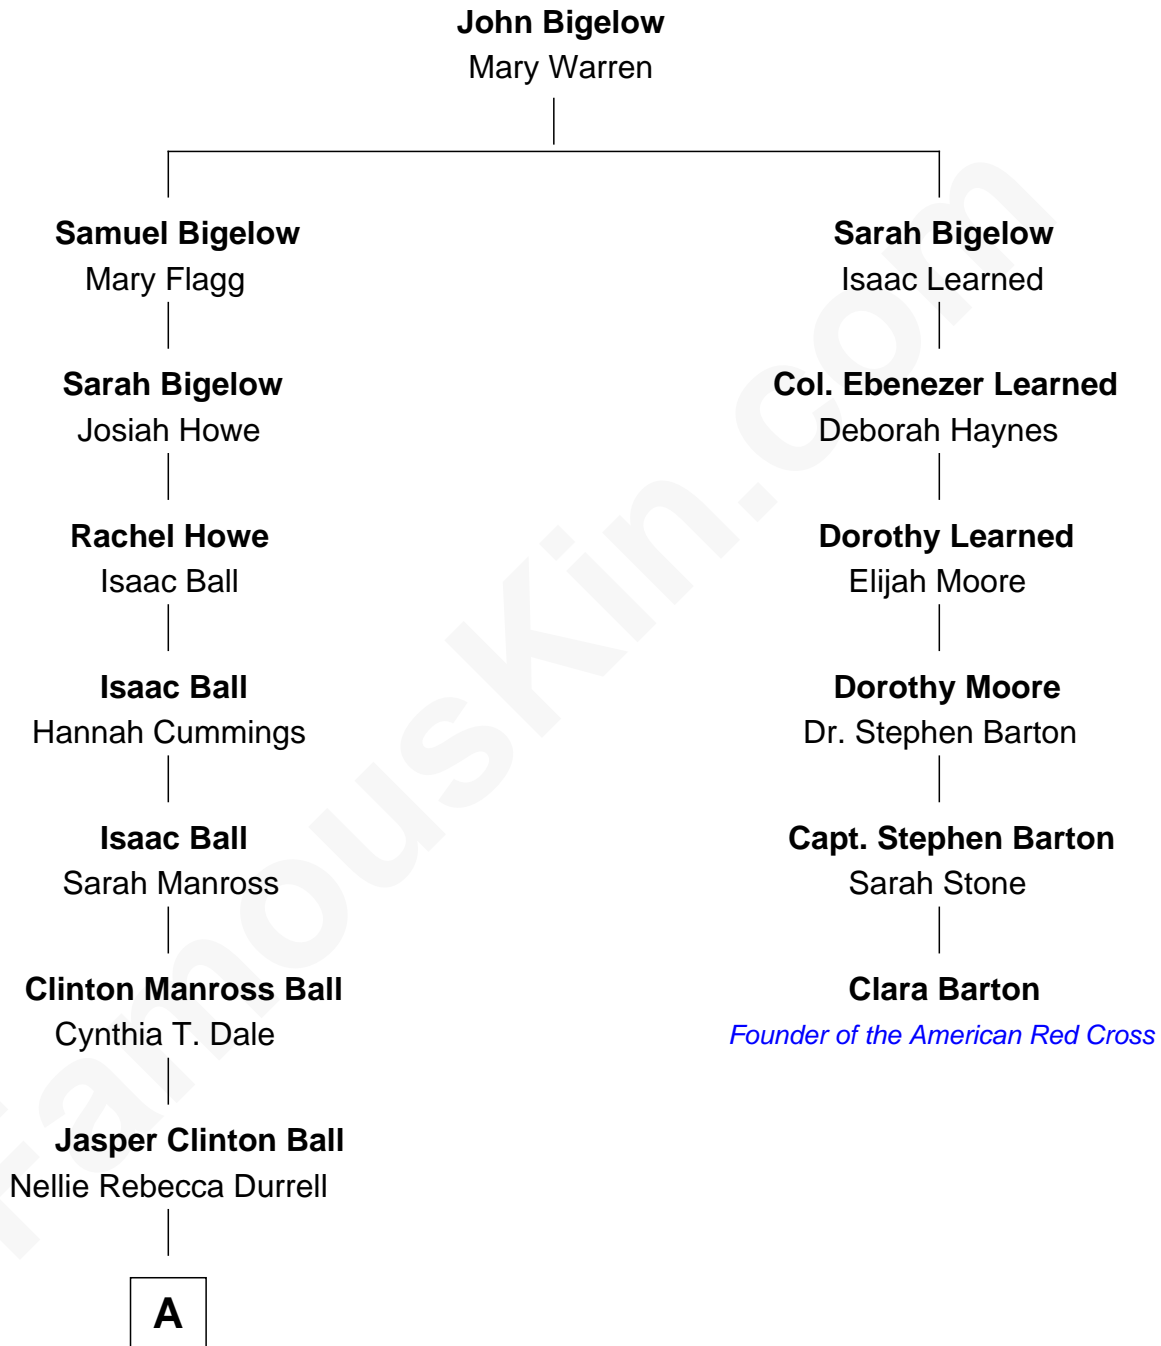 John Bigelow
Mary Warren
Samuel Bigelow
Mary Flagg
Sarah Bigelow
Isaac Learned
Sarah Bigelow
Josiah Howe
Col. Ebenezer Learned
Deborah Haynes
Rachel Howe
Isaac Ball
Dorothy Learned
Elijah Moore
Isaac Ball
Hannah Cummings
Dorothy Moore
Dr. Stephen Barton
Isaac Ball
Sarah Manross
Capt. Stephen Barton
Sarah Stone
Clinton Manross Ball
Cynthia T. Dale
Clara Barton
Founder of the American Red Cross
Jasper Clinton Ball
Nellie Rebecca Durrell
A
FamousKin.com